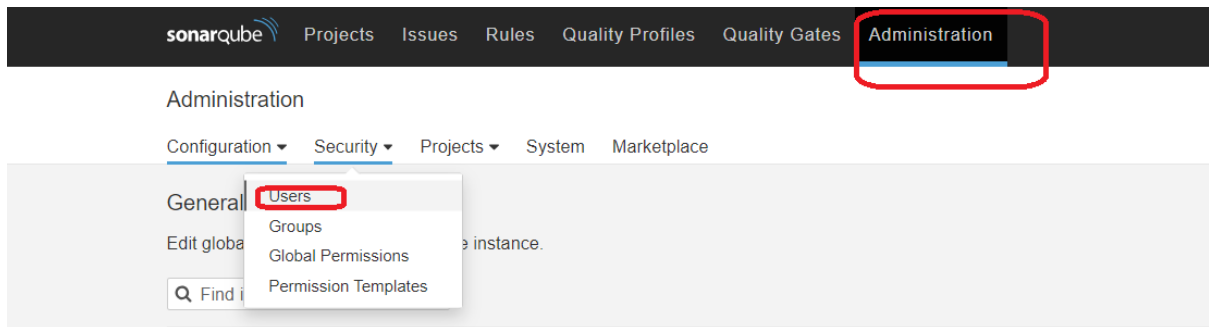 sonarqube Projects Issues Rules Quality Profiles Quality Gates Administration
Administration
Configuration Security Projects System Marketplace
General
Users
Groups
Edit globa
instance.
Global Permissions
Find i
Permission Templates